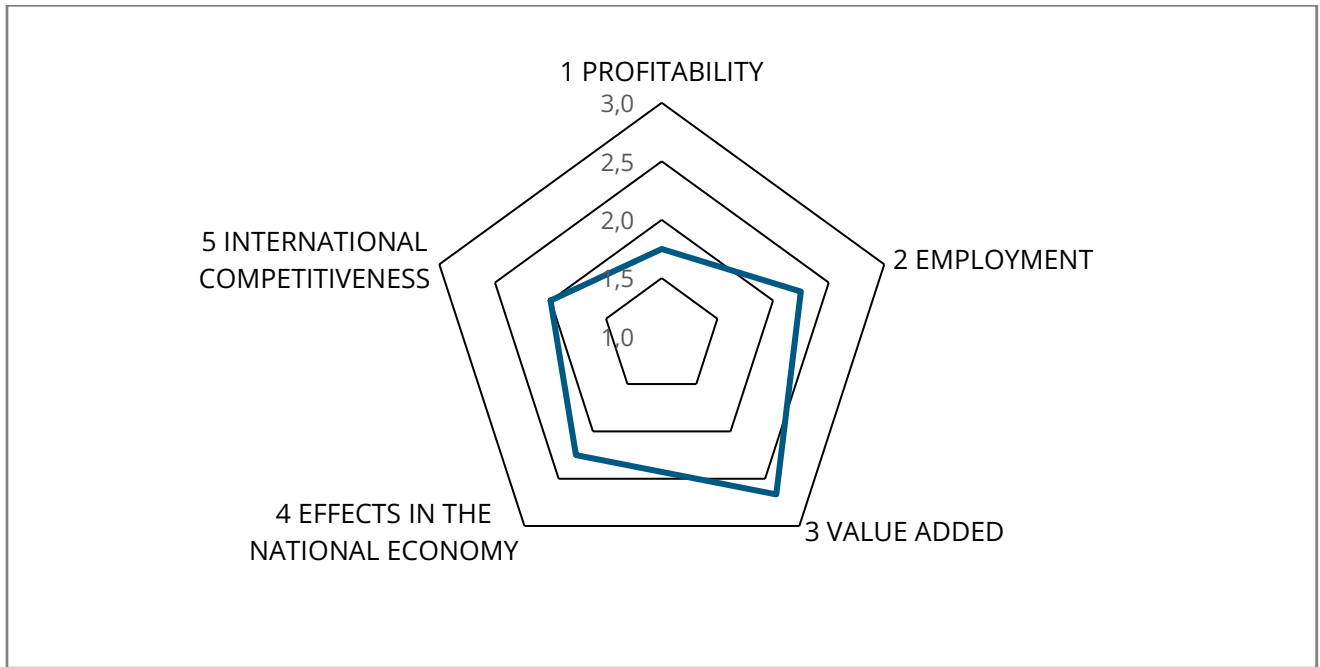 1 PROFITABILITY
3,0
2,5
2,0
1,5
1,0
2 EMPLOYMENT
3 VALUE ADDED
4 EFFECTS IN THE
NATIONAL ECONOMY
5 INTERNATIONAL
COMPETITIVENESS